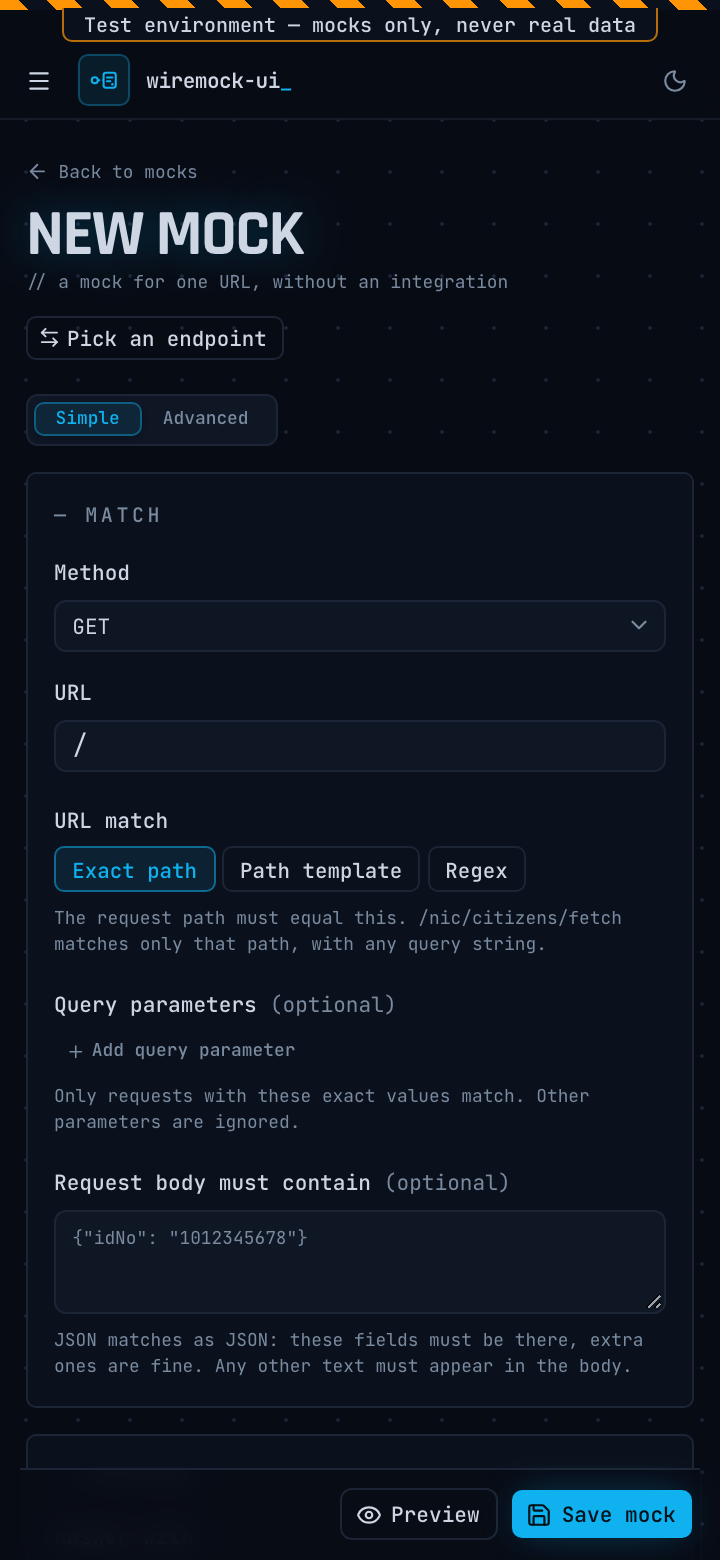 Test environment — mocks only, never real data
wiremock-ui_
Back to mocks
NEW MOCK
// a mock for one URL, without an integration
Pick an endpoint
Simple Advanced
— MATCH
Method
GET
URL
/
URL match
Exact path Path template Regex
The request path must equal this. /nic/citizens/fetch
matches only that path, with any query string.
Query parameters (optional)
+ Add query parameter
Only requests with these exact values match. Other
parameters are ignored.
Request body must contain (optional)
{"idNo": "1012345678"}
JSON matches as JSON: these fields must be there, extra
ones are fine. Any other text must appear in the body.
Preview Save mock